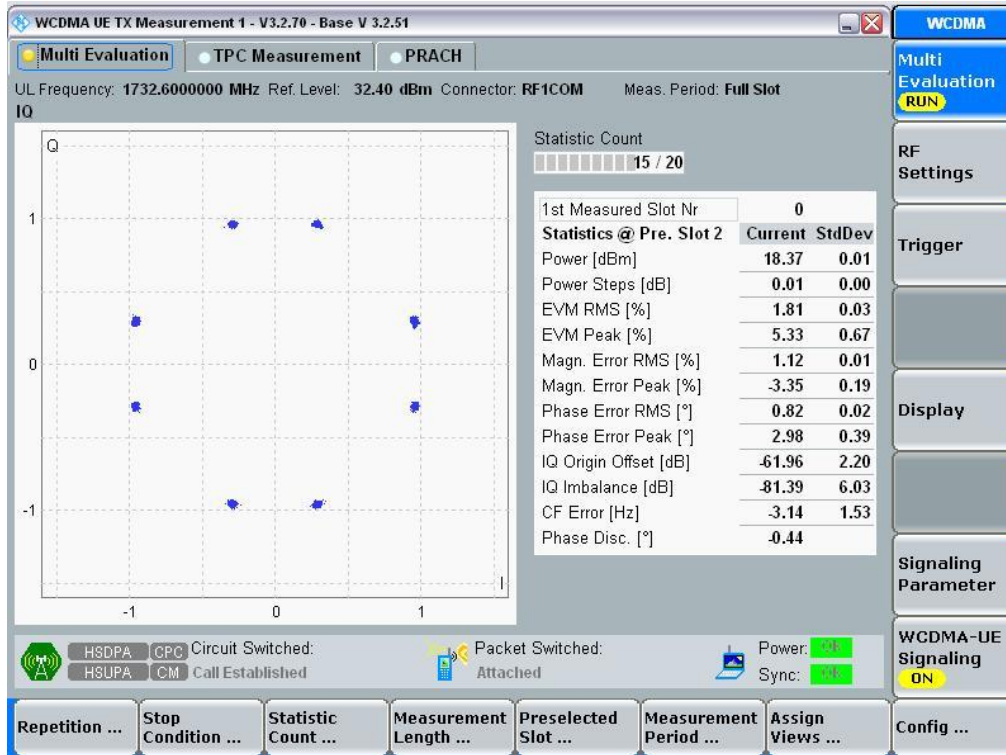 WCDMA UE TX Measurement 1 - V3.2.70 - Base V 3.2.51
WCDMA
Multi Evaluation
TPC Measurement
PRACH
UL Frequency: 1732.6000000 MHz Ref. Level: 32.40 dBm Connector: RF1COM Meas. Period: Full Slot
IQ
Q
1
0
-1
-1 0 1
I
Statistic Count
15 / 20
1st Measured Slot Nr 0
Statistics @ Pre. Slot 2 Current StdDev
Power [dBm] 18.37 0.01
Power Steps [dB] 0.01 0.00
EVM RMS [%] 1.81 0.03
EVM Peak [%] 5.33 0.67
Magn. Error RMS [%] 1.12 0.01
Magn. Error Peak [%] -3.35 0.19
Phase Error RMS [°] 0.82 0.02
Phase Error Peak [°] 2.98 0.39
IQ Origin Offset [dB] -61.96 2.20
IQ Imbalance [dB] -81.39 6.03
CF Error [Hz] -3.14 1.53
Phase Disc. [°] -0.44
Multi
Evaluation
RUN
RF
Settings
Trigger
Display
Signaling
Parameter
WCDMA-UE
Signaling
ON
HSDPA CPC Circuit Switched:
HSUPA CM Call Established
Packet Switched:
Attached
Power:
Sync:
Repetition ...
Stop
Condition ...
Statistic
Count ...
Measurement
Length ...
Preselected
Slot ...
Measurement
Period ...
Assign
Views ...
Config ...